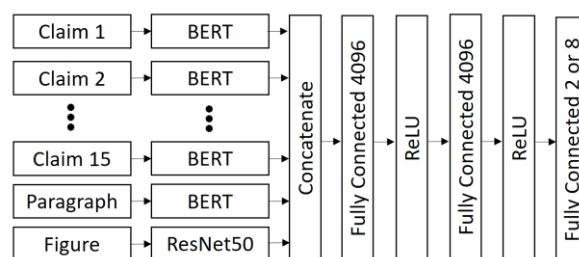 Claim 1
BERT
Claim 2
BERT
Claim 15
BERT
Paragraph
BERT
Figure
ResNet50
Concatenate
Fully Connected 4096
ReLU
Fully Connected 4096
ReLU
Fully Connected 2 or 8